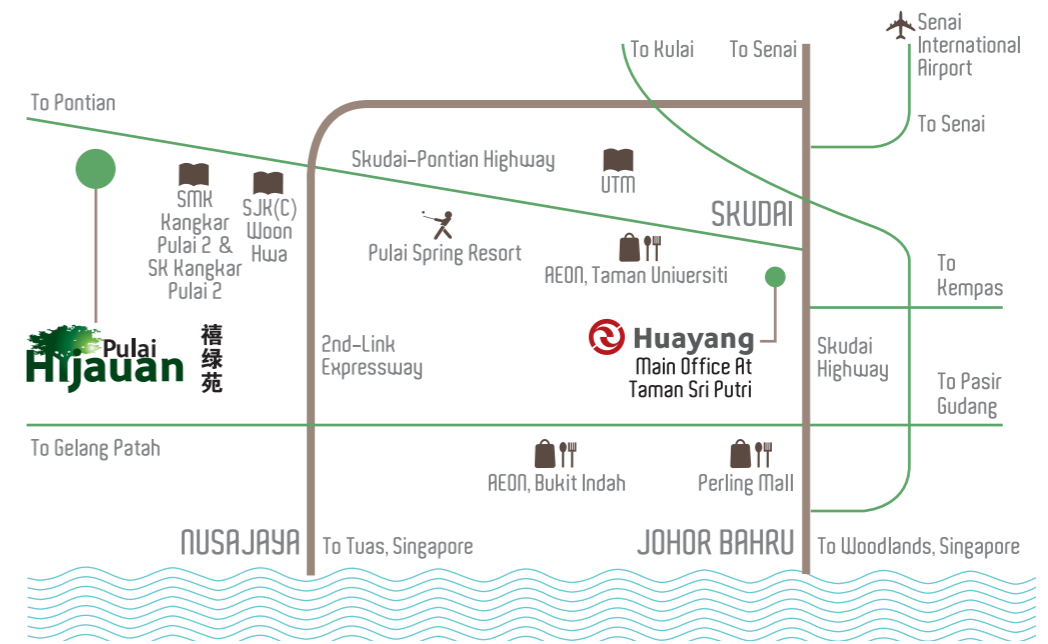 Senai
International
Airport
To Kulai
To Senai
To Pontian
To Senai
Skudai-Pontian Highway
UTM
SMK
Kangkar
Pulai 2 &
SK Kangkar
Pulai 2
SJK(C)
Woon
Hwa
SKUDAI
Pulai Spring Resort
AEON, Taman Universiti
To
Kempas
Pulai
Hijauan
禧绿苑
2nd-Link
Expressway
Huayang
Main Office At
Taman Sri Putri
Skudai
Highway
To Pasir
Gudang
To Gelang Patah
AEON, Bukit Indah
Perling Mall
NUSAJAYA
To Tuas, Singapore
JOHOR BAHRU
To Woodlands, Singapore